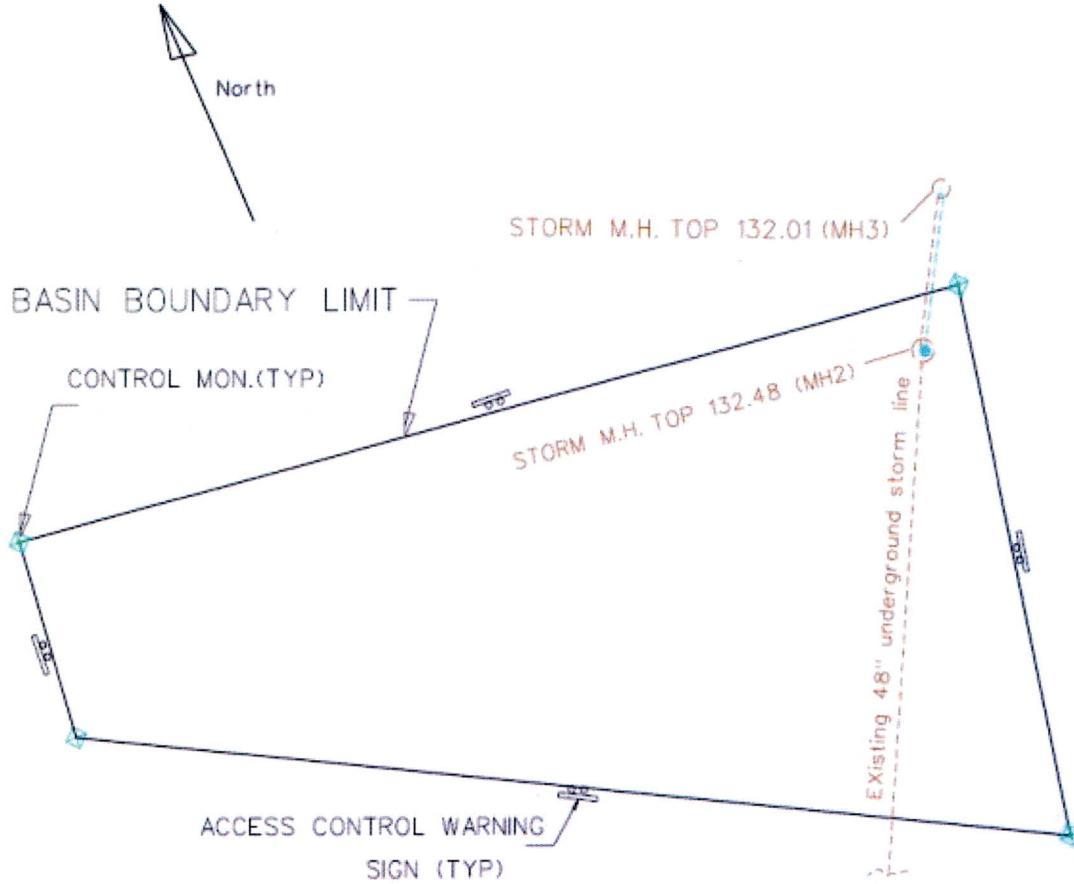 North
STORM M.H. TOP 132.01 (MH3)
BASIN BOUNDARY LIMIT
CONTROL MON.(TYP)
STORM M.H. TOP 132.48 (MH2)
EXisting 48" underground storm line
ACCESS CONTROL WARNING
SIGN (TYP)